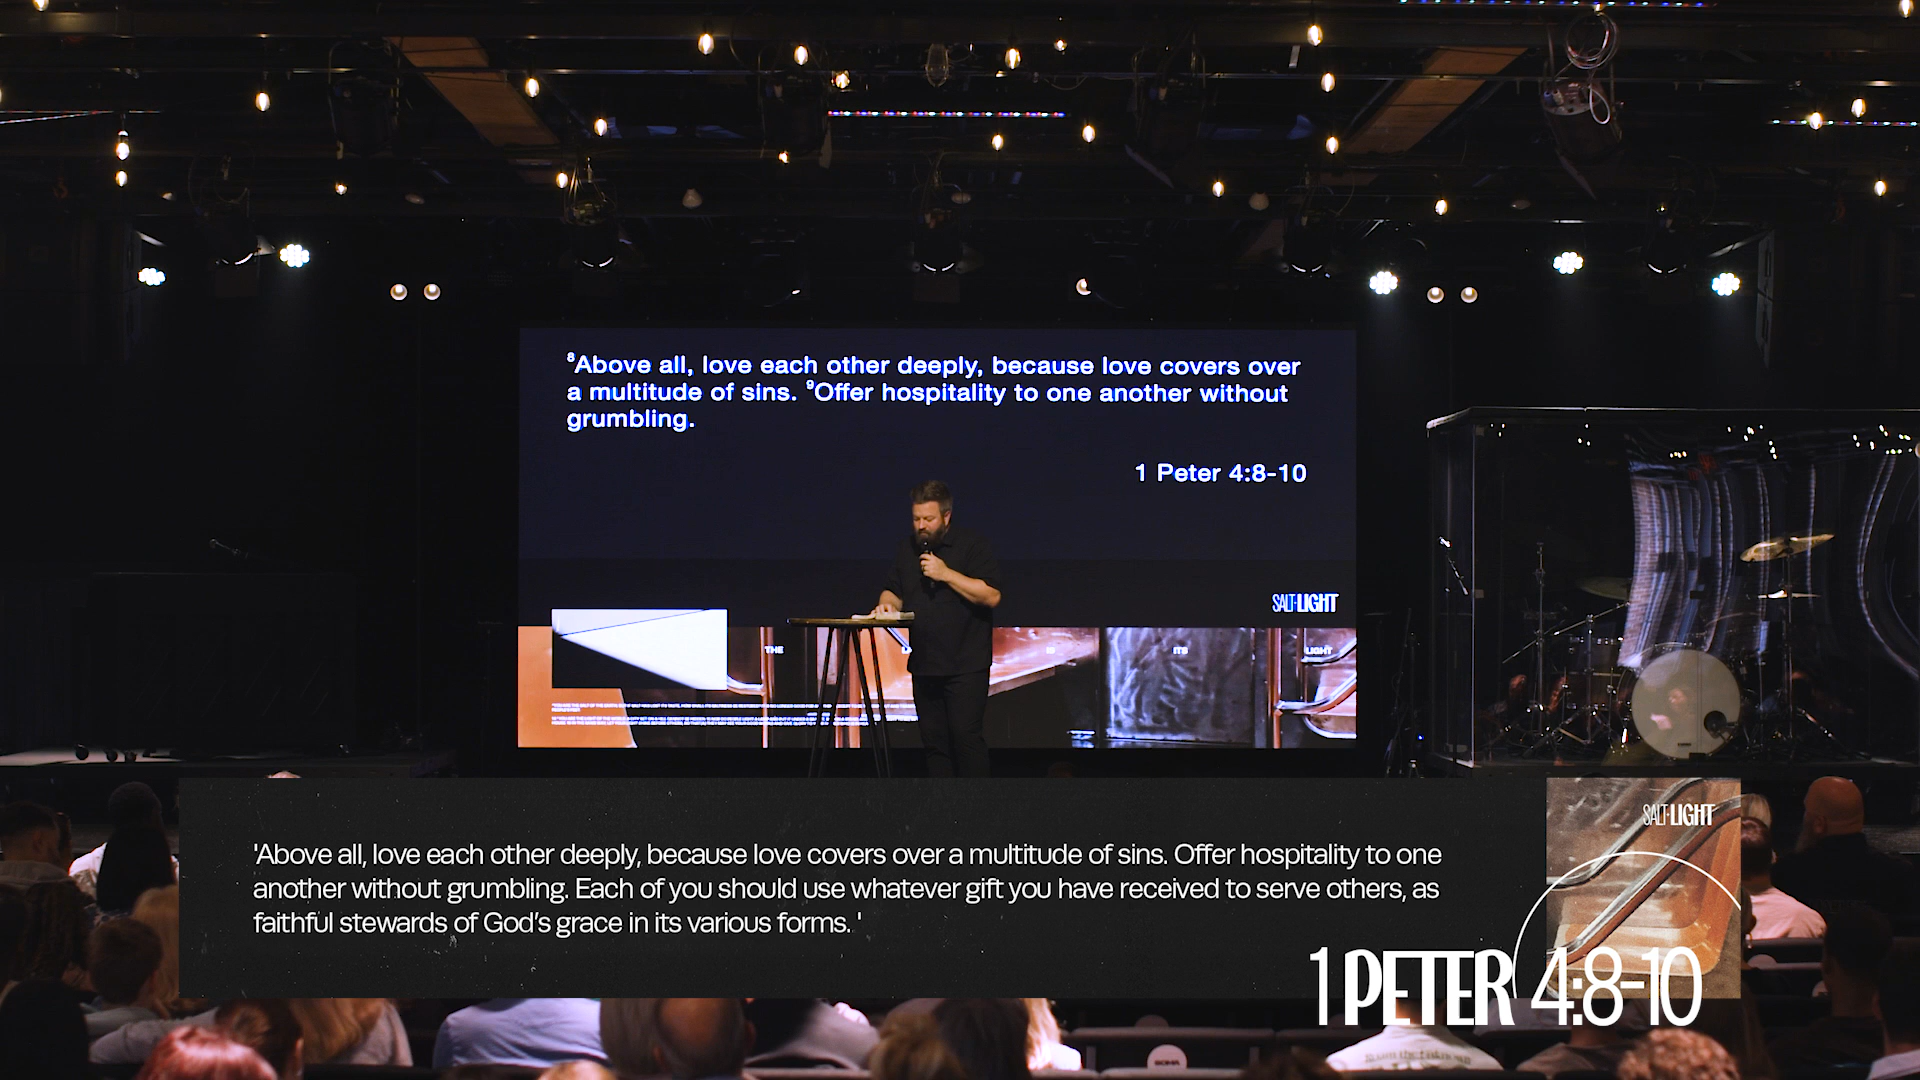 ⁸Above all, love each other deeply, because love covers over
a multitude of sins. ⁹Offer hospitality to one another without
grumbling.
1 Peter 4:8-10
SALT+LIGHT
THE
IS
ITS
LIGHT
SALT+LIGHT
'Above all, love each other deeply, because love covers over a multitude of sins. Offer hospitality to one
another without grumbling. Each of you should use whatever gift you have received to serve others, as
faithful stewards of God's grace in its various forms. '
1 PETER 4:8-10